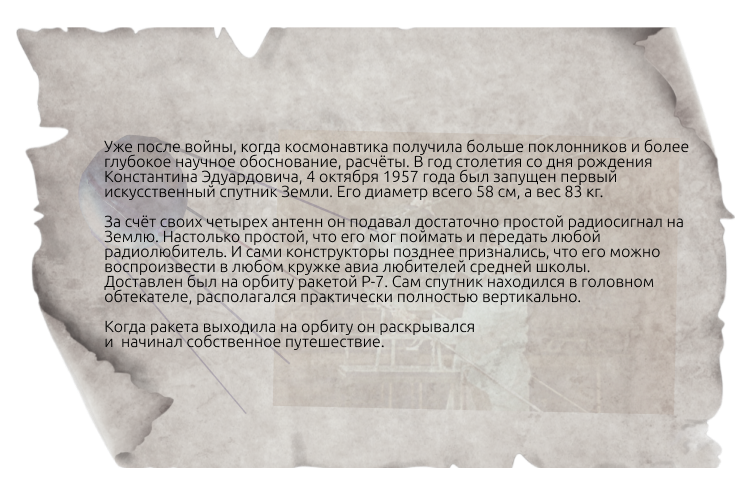 Уже после войны, когда космонавтика получила больше поклонников и более
глубокое научное обоснование, расчёты. В год столетия со дня рождения
Константина Эдуардовича, 4 октября 1957 года был запущен первый
искусственный спутник Земли. Его диаметр всего 58 см, а вес 83 кг.
За счёт своих четырех антенн он подавал достаточно простой радиосигнал на
Землю. Настолько простой, что его мог поймать и передать любой
радиолюбитель. И сами конструкторы позднее признались, что его можно
воспроизвести в любом кружке авиа любителей средней школы.
Доставлен был на орбиту ракетой Р-7. Сам спутник находился в головном
обтекателе, располагался практически полностью вертикально.
Когда ракета выходила на орбиту он раскрывался
и  начинал собственное путешествие.